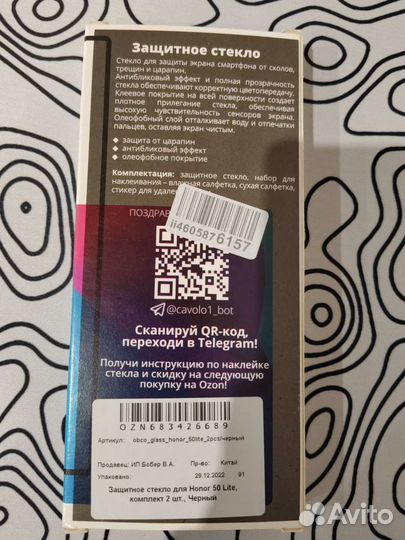 Защитное стекло
Стекло для защиты экрана смартфона от сколов,
трещин и царапин.
Антибликовый эффект и полная прозрачность
стекла обеспечивают корректную цветопередачу.
Клеевое покрытие на всей поверхности создает
плотное прилегание стекла, обеспечивая
высокую чувствительность сенсоров экрана.
Олеофобный слой отталкивает воду и отпечатки
пальцев, оставляя экран чистым.
защита от царапин
антибликовый эффект
олеофобное покрытие
Комплектация: защитное стекло, набор для
наклеивания – влажная салфетка, сухая салфетка,
стикер для
ii4605876157
@cavolo1_bot
Сканируй QR-код,
переходи в Telegram!
Получи инструкцию по наклейке
стекла и скидку на следующую
покупку на Ozon!
OZN683426689
Артикул: obco_glass_honor_50lite_2pcs/черный
Продавец: ИП Бобер В.А. Пр-во: Китай
Упаковано: 29.12.2022 91
Защитное стекло для Honor 50 Lite,
комплект 2 шт., Черный
Avito